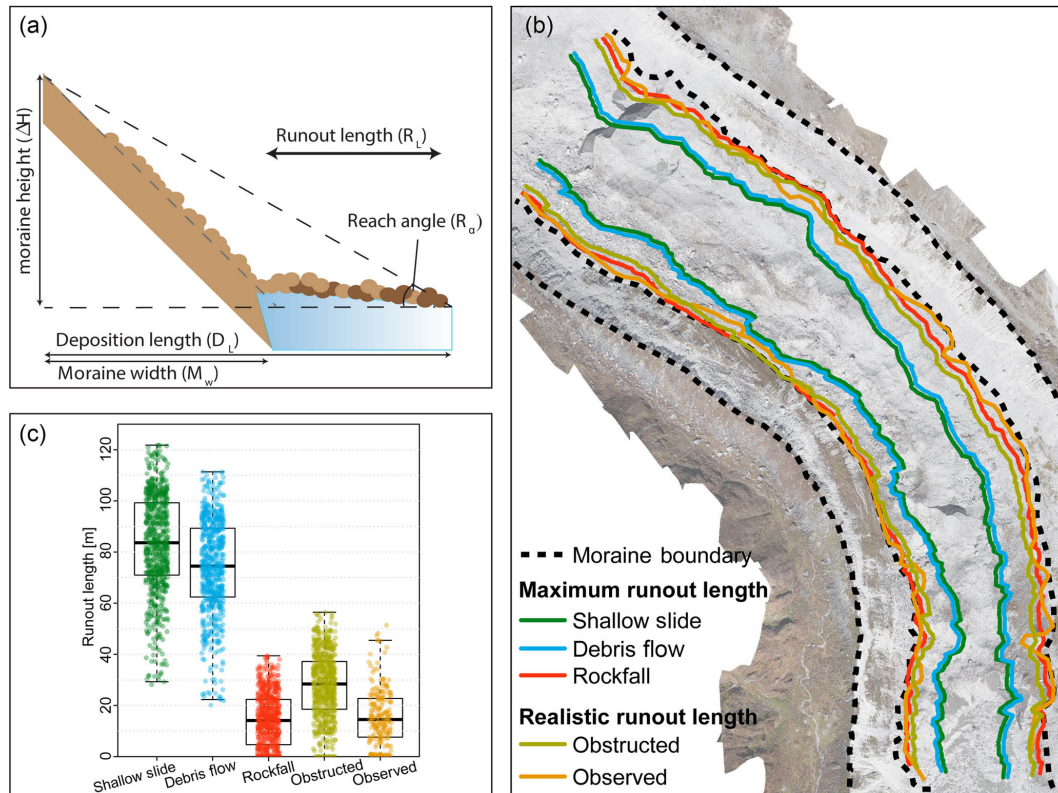 (a)
moraine height (ΔH)
Runout length (R_L)
Reach angle (R_α)
Deposition length (D_L)
Moraine width (M_w)
(b)
Moraine boundary
Maximum runout length
Shallow slide
Debris flow
Rockfall
Realistic runout length
Obstructed
Observed
(c)
Runout length [m]
120
100
80
60
40
20
0
Shallow slide
Debris flow
Rockfall
Obstructed
Observed